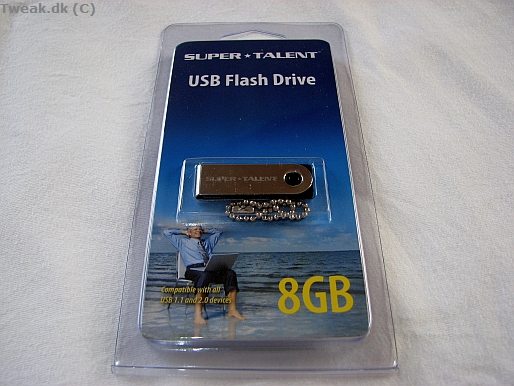 Tweak.dk (C)
SUPER★TALENT
USB Flash Drive
SUPER★TALENT
Compatible with all
USB 1.1 and 2.0 devices
8GB